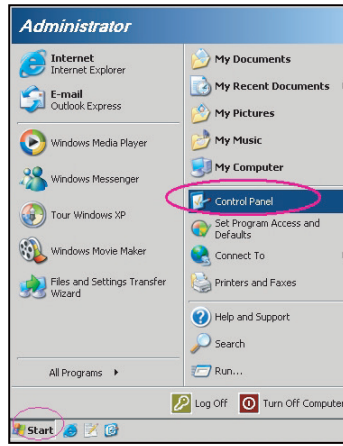 Administrator
Internet
Internet Explorer
E-mail
Outlook Express
Windows Media Player
Windows Messenger
Tour Windows XP
Windows Movie Maker
Files and Settings Transfer
Wizard
All Programs
My Documents
My Recent Documents
My Pictures
My Music
My Computer
Control Panel
Set Program Access and
Defaults
Connect To
Printers and Faxes
Help and Support
Search
Run...
Log Off
Turn Off Computer
Start